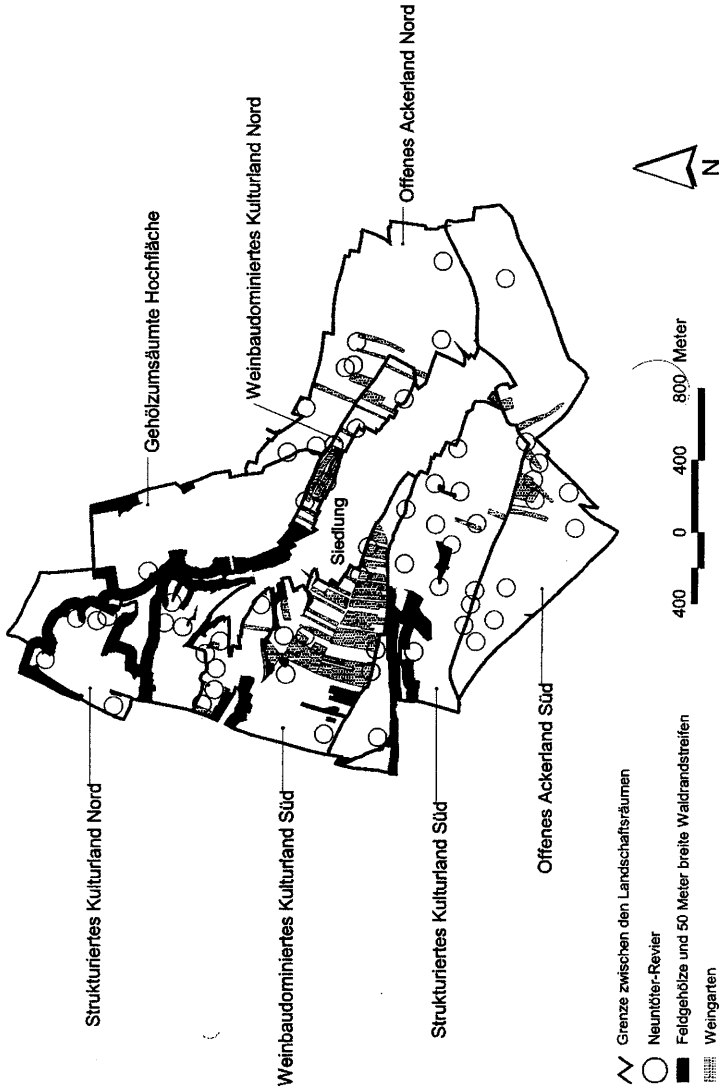 Strukturiertes Kulturland Nord
Gehölzumsäumte Hochfläche
Weinbaudominiertes Kulturland Nord
Weinbaudominiertes Kulturland Süd
Siedlung
Offenes Ackerland Nord
Strukturiertes Kulturland Süd
Offenes Ackerland Süd
Grenze zwischen den Landschaftsräumen
Neuntöter-Revier
Feldgehölze und 50 Meter breite Waldrandstreifen
Weingarten
400 0 400 800 Meter
N